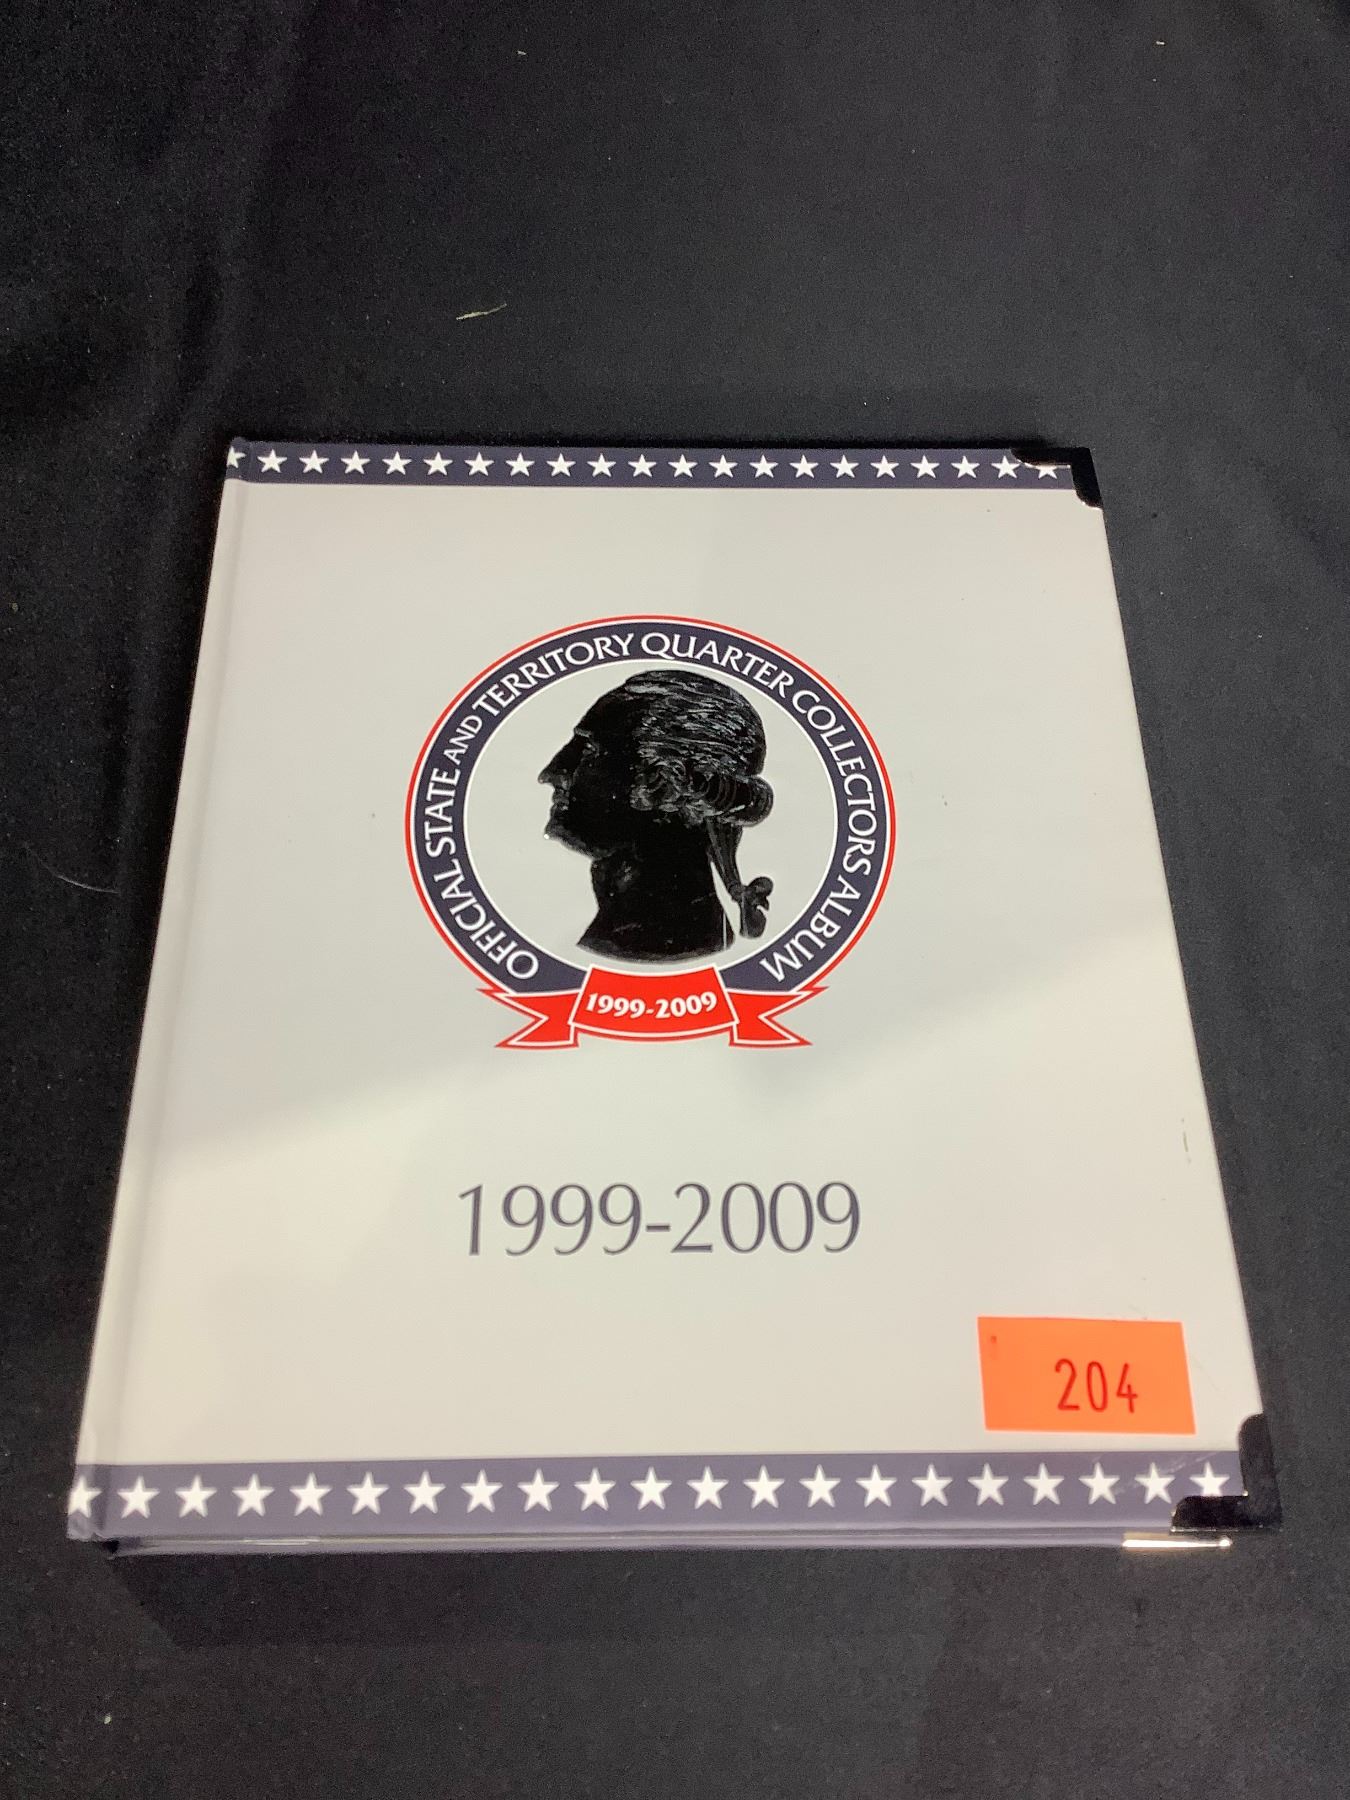 OFFICIAL STATE AND TERRITORY QUARTER COLLECTORS ALBUM
1999-2009
1999-2009
204